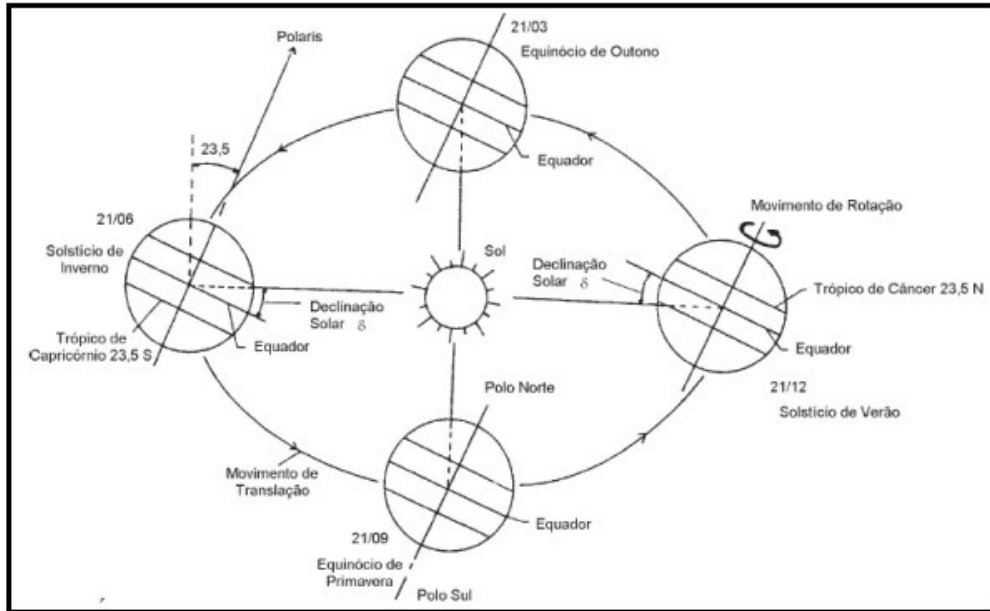 21/03
Equinócio de Outono
Polaris
Equador
23,5
21/06
Solstício de
Inverno
Trópico de
Capricórnio 23,5 S
Declinação
Solar δ
Equador
Sol
Movimento de Rotação
Declinação
Solar δ
Trópico de Câncer 23,5 N
Equador
21/12
Solstício de Verão
Movimento de
Translação
Polo Norte
Equador
21/09
Equinócio de
Primavera
Polo Sul